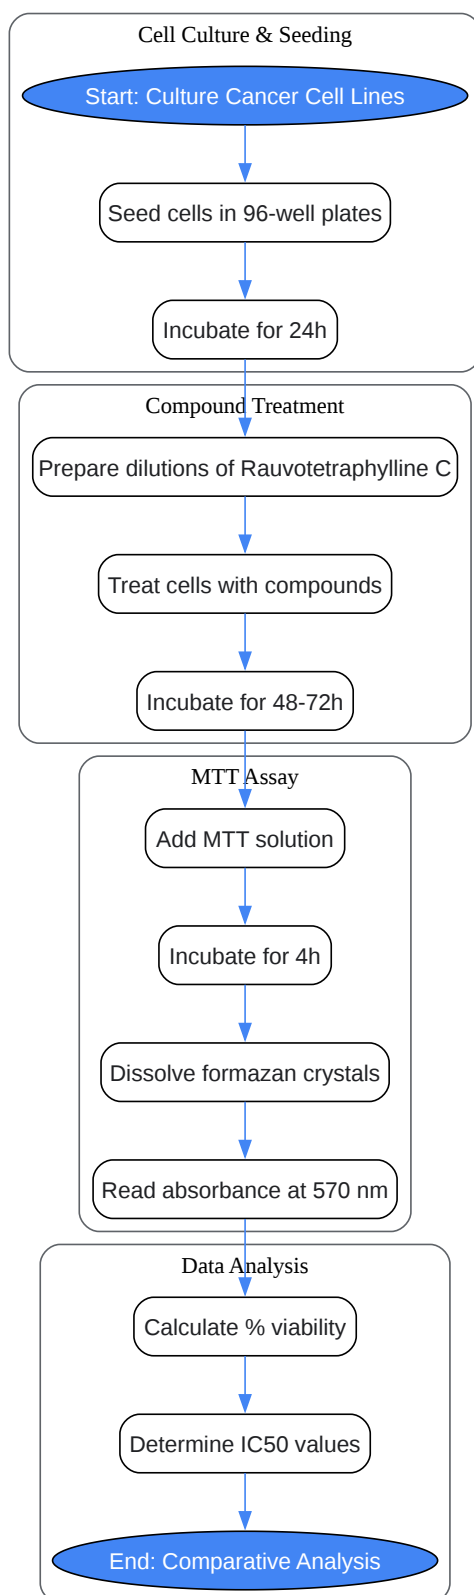 Cell Culture & Seeding
Start: Culture Cancer Cell Lines
Seed cells in 96-well plates
Incubate for 24h
Compound Treatment
Prepare dilutions of Rauvotetraphylline C
Treat cells with compounds
Incubate for 48-72h
MTT Assay
Add MTT solution
Incubate for 4h
Dissolve formazan crystals
Read absorbance at 570 nm
Data Analysis
Calculate % viability
Determine IC50 values
End: Comparative Analysis